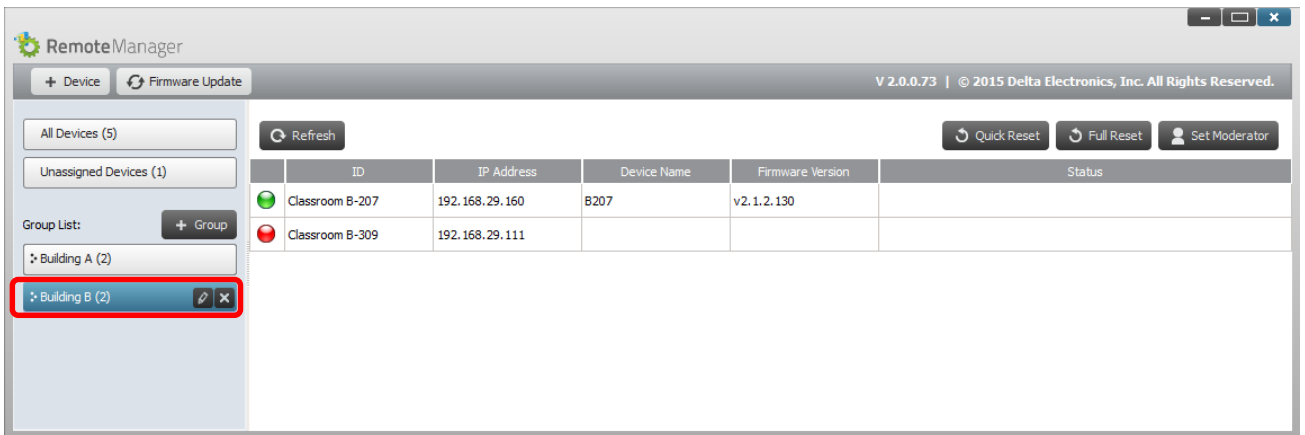 RemoteManager
+ Device Firmware Update V 2.0.0.73 | © 2015 Delta Electronics, Inc. All Rights Reserved.
All Devices (5)
Refresh Quick Reset Full Reset Set Moderator
Unassigned Devices (1)
ID IP Address Device Name Firmware Version Status
Classroom B-207 192.168.29.160 B207 v2.1.2.130
Group List: + Group
Classroom B-309 192.168.29.111
Building A (2)
Building B (2)